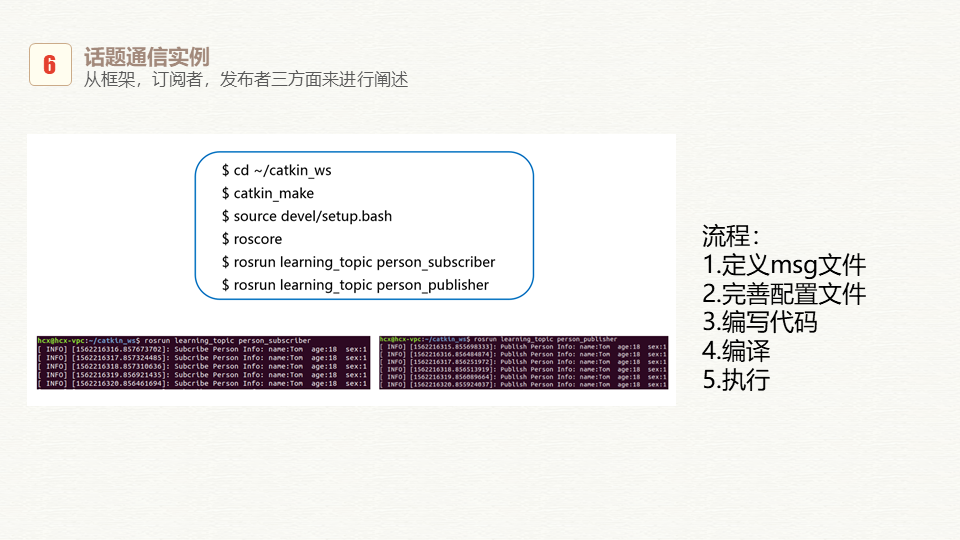 6
话题通信实例
从框架，订阅者，发布者三方面来进行阐述
$ cd ~/catkin_ws
$ catkin_make
$ source devel/setup.bash
$ roscore
$ rosrun learning_topic person_subscriber
$ rosrun learning_topic person_publisher
hcx@hcx-vpc:~/catkin_ws$ rosrun learning_topic person_subscriber
[ INFO] [1562216316.857673702]: Subcribe Person Info: name:Tom  age:18  sex:1
[ INFO] [1562216317.857324485]: Subcribe Person Info: name:Tom  age:18  sex:1
[ INFO] [1562216318.857310636]: Subcribe Person Info: name:Tom  age:18  sex:1
[ INFO] [1562216319.856921435]: Subcribe Person Info: name:Tom  age:18  sex:1
[ INFO] [1562216320.856461694]: Subcribe Person Info: name:Tom  age:18  sex:1
hcx@hcx-vpc:~/catkin_ws$ rosrun learning_topic person_publisher
[ INFO] [1562216315.855698333]: Publish Person Info: name:Tom  age:18  sex:1
[ INFO] [1562216316.856484874]: Publish Person Info: name:Tom  age:18  sex:1
[ INFO] [1562216317.856251972]: Publish Person Info: name:Tom  age:18  sex:1
[ INFO] [1562216318.856513919]: Publish Person Info: name:Tom  age:18  sex:1
[ INFO] [1562216319.856089664]: Publish Person Info: name:Tom  age:18  sex:1
[ INFO] [1562216320.855924037]: Publish Person Info: name:Tom  age:18  sex:1
流程：
1.定义msg文件
2.完善配置文件
3.编写代码
4.编译
5.执行